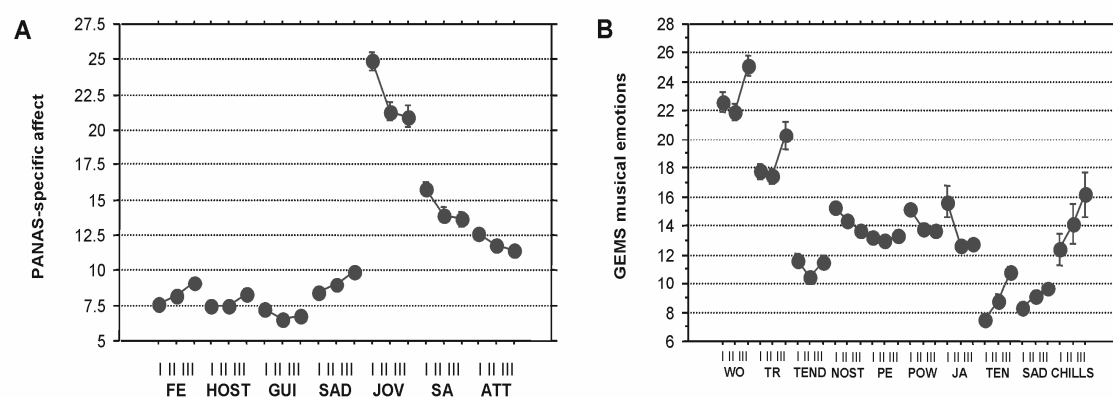 A
PANAS-specific affect
27.5
25
22.5
20
17.5
15
12.5
10
7.5
5
I II III I II III I II III I II III I II III I II III I II III
FE HOST GUI SAD JOV SA ATT
B
GEMS musical emotions
28
26
24
22
20
18
16
14
12
10
8
6
I II III I II III I II III I II III I II III I II III I II III I II III I II III I II III
WO TR TEND NOST PE POW JA TEN SAD CHILLS